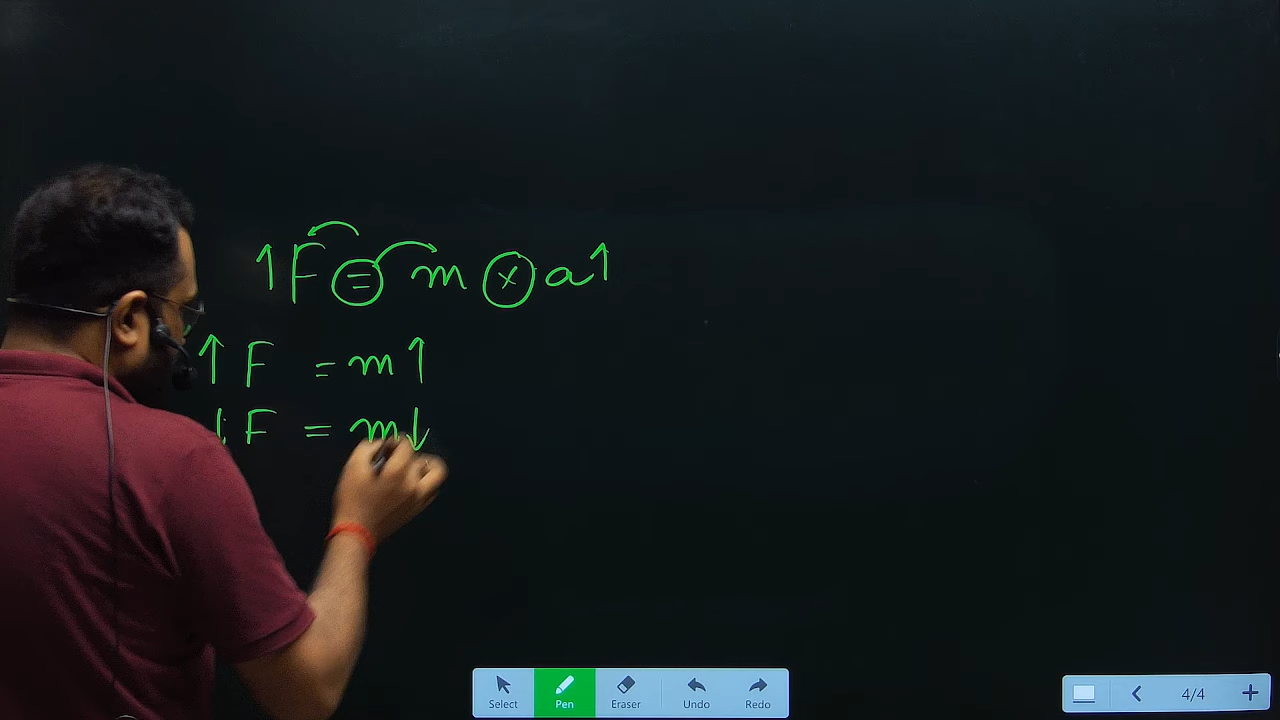 ↑F = m × a↑
↑ F = m ↑
↓ F = m↓
Select Pen Eraser Undo Redo
4/4